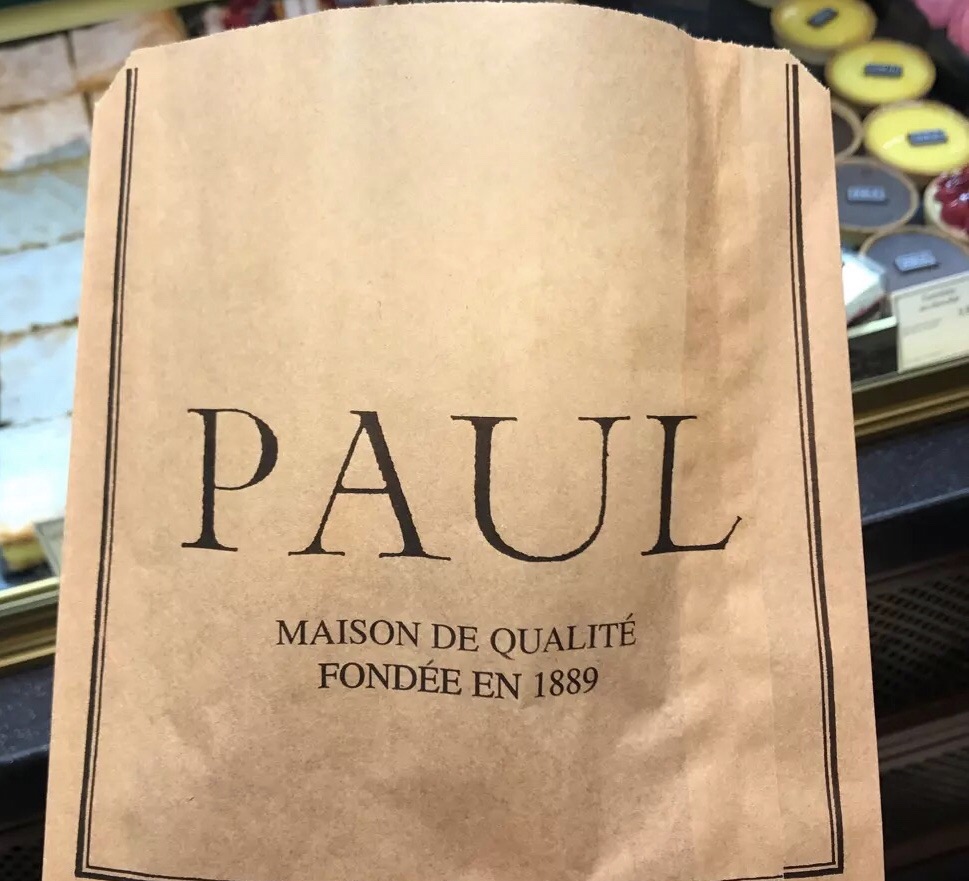 PAUL
MAISON DE QUALITÉ
FONDÉE EN 1889